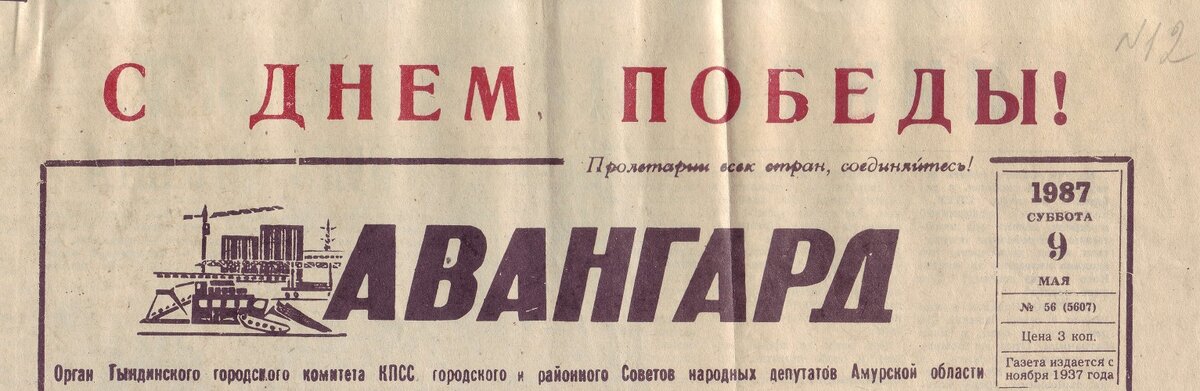 N12
С ДНЕМ ПОБЕДЫ!
Пролетарии всех стран, соединяйтесь!
АВАНГАРД
1987
СУББОТА
9
МАЯ
№ 56 (5607)
Цена 3 коп.
Газета издается с
ноября 1937 года
Орган Тындинского городского комитета КПСС городского и районного Советов народных депутатов Амурской области